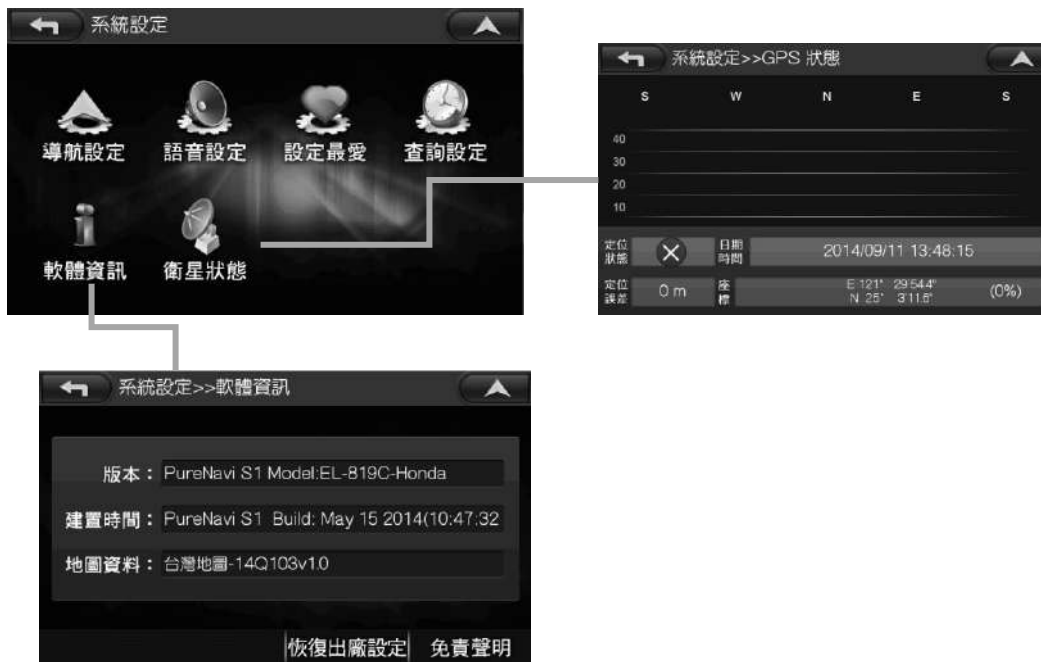 系統設定
導航設定
語音設定
設定最愛
查詢設定
軟體資訊
衛星狀態
系統設定>>GPS 狀態
S W N E S
40
30
20
10
定位狀態
日期時間
2014/09/11 13:48:15
定位誤差
0 m
座標
E 121° 29'54.4"
N 25° 3'11.6"
(0%)
系統設定>>軟體資訊
版本：PureNavi S1 Model:EL-819C-Honda
建置時間：PureNavi S1 Build: May 15 2014(10:47:32
地圖資料：台灣地圖-14Q103v1.0
恢復出廠設定
免責聲明